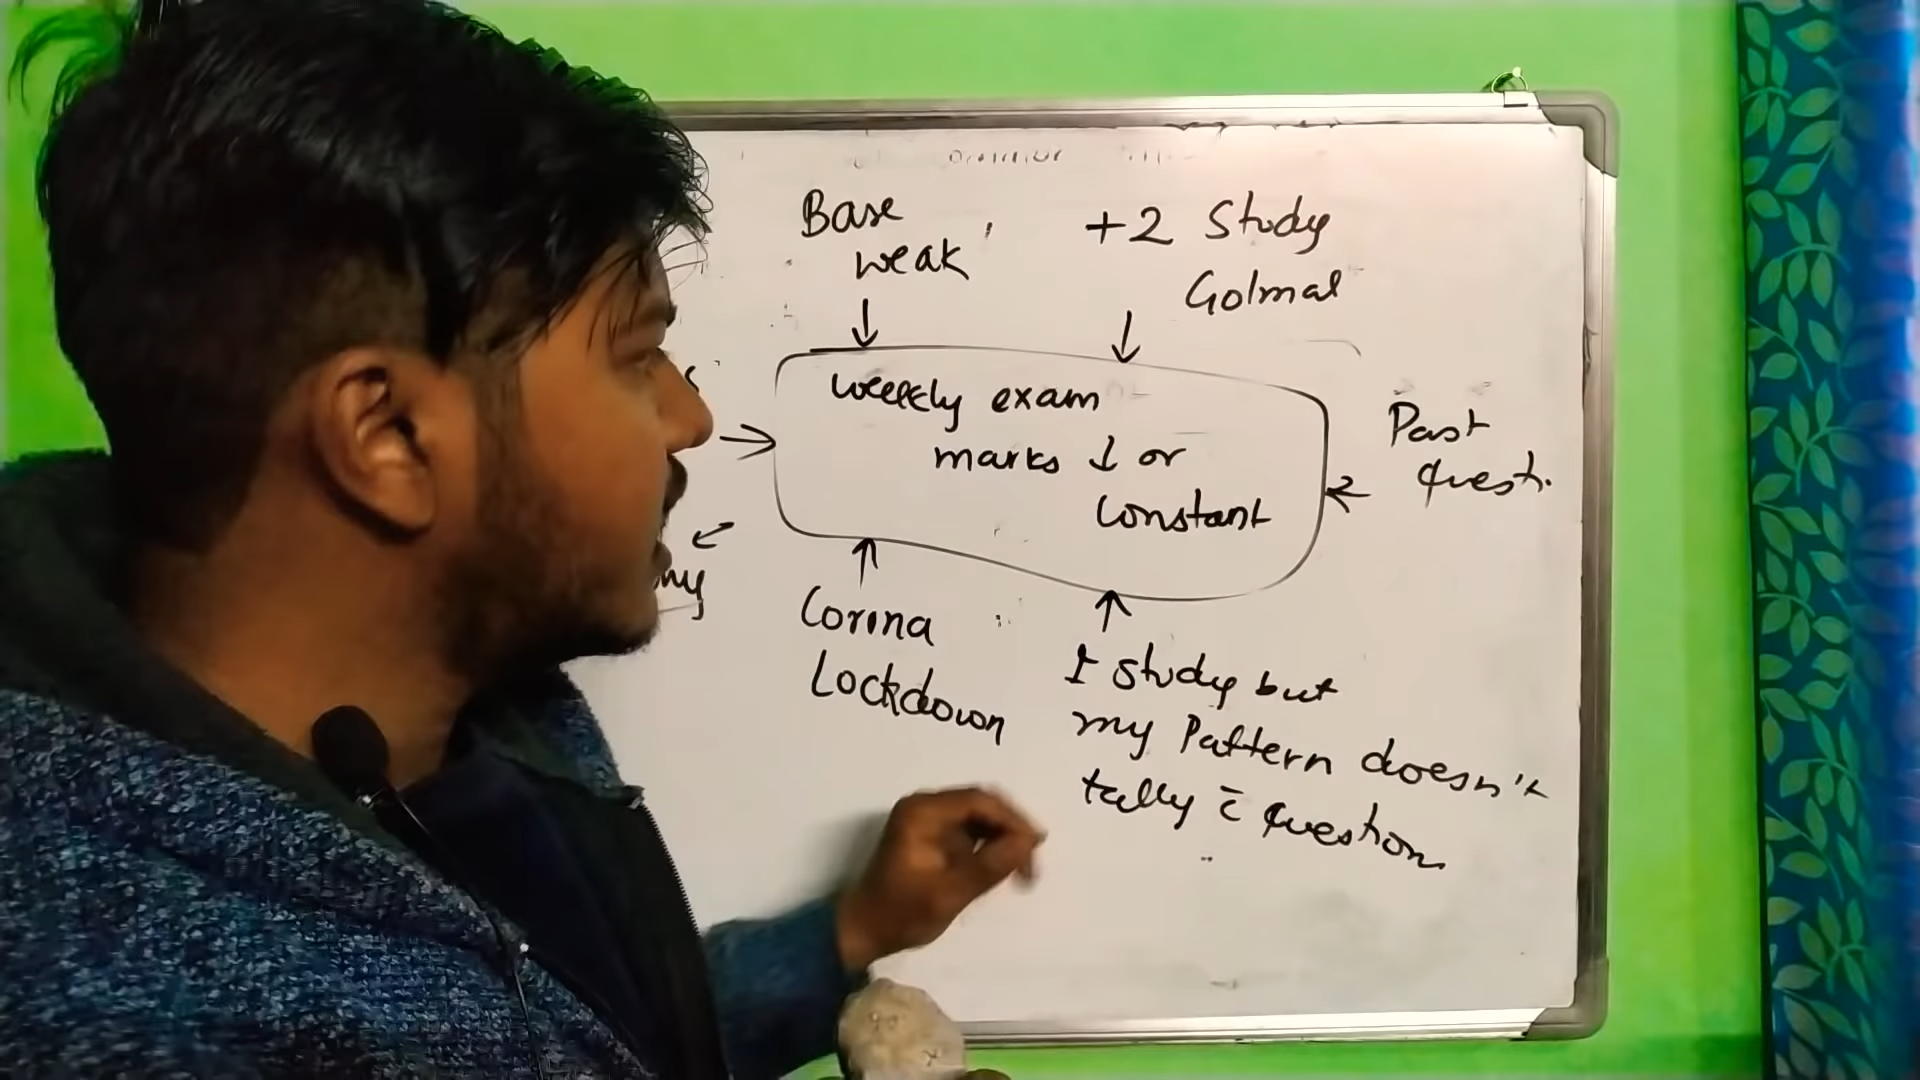 Base
weak
+2 Study
Golmal
weekly exam
marks ↓ or
constant
Past
Quest.
Corona
Lockdown
I study but
my Pattern doesn't
tally c̄ Question